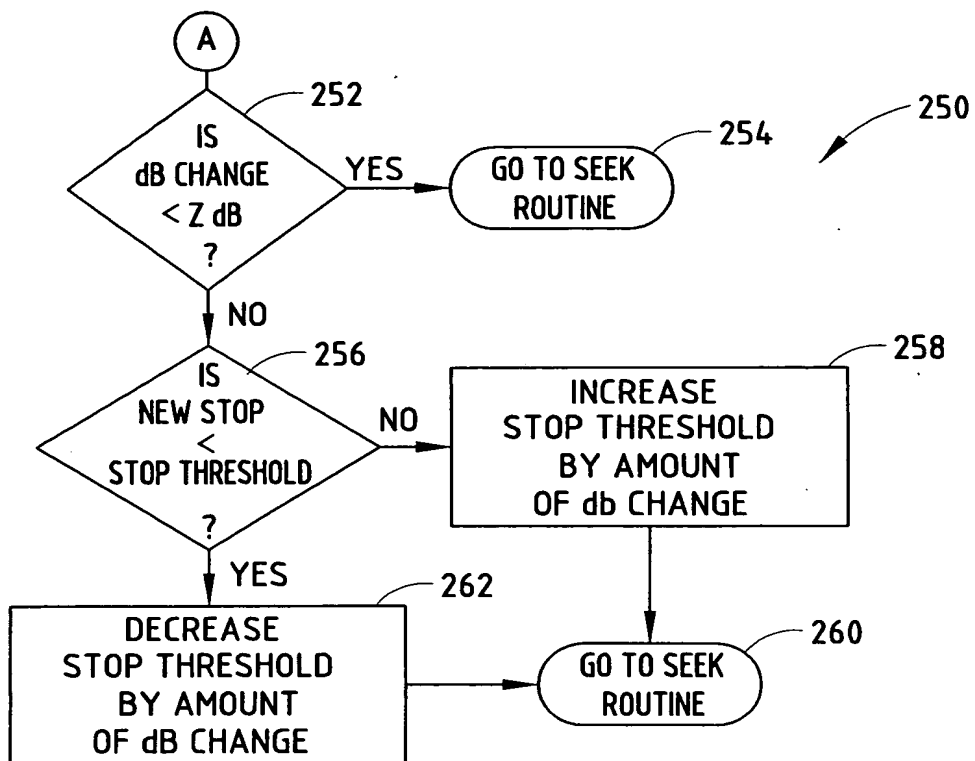 A
252
IS
dB CHANGE
< Z dB
?
YES
254
GO TO SEEK
ROUTINE
250
NO
256
IS
NEW STOP
<
STOP THRESHOLD
?
NO
258
INCREASE
STOP THRESHOLD
BY AMOUNT
OF db CHANGE
YES
262
DECREASE
STOP THRESHOLD
BY AMOUNT
OF dB CHANGE
260
GO TO SEEK
ROUTINE